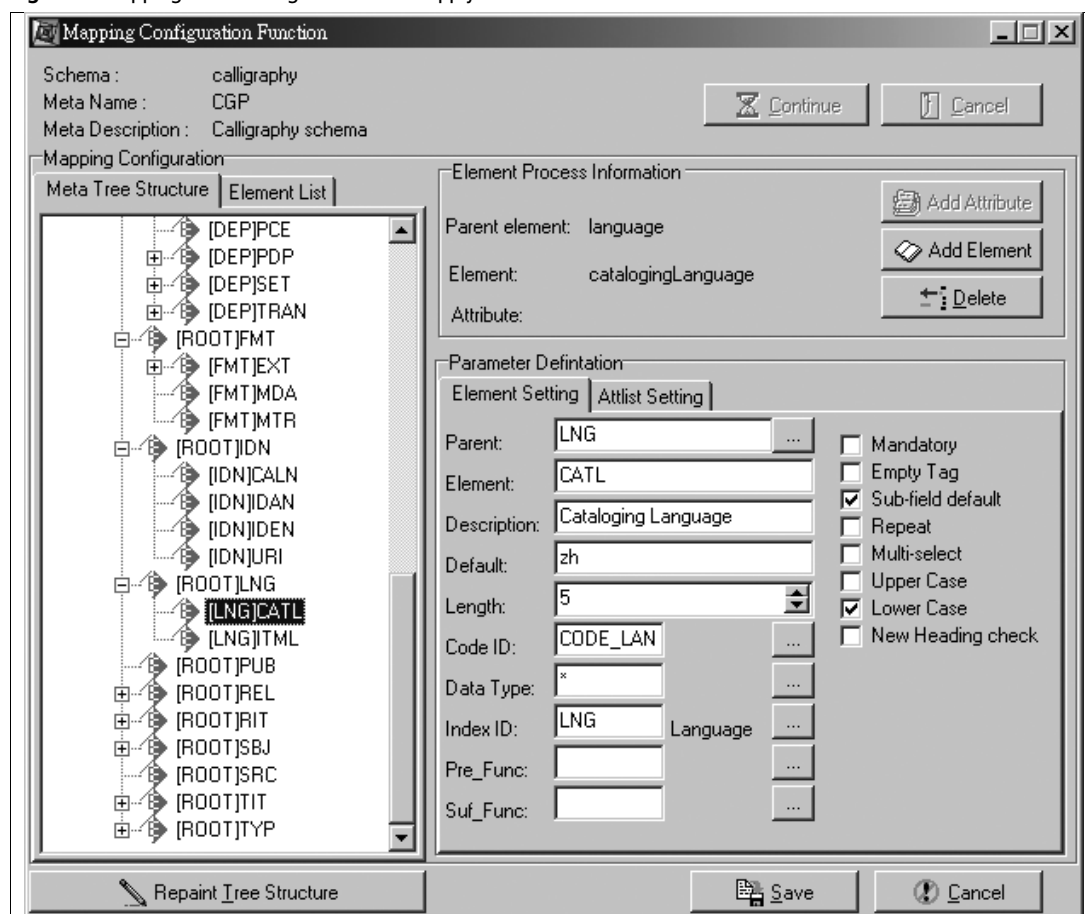 Mapping Configuration Function
Schema : calligraphy
Meta Name : CGP
Meta Description : Calligraphy schema
Continue
Cancel
Mapping Configuration
Meta Tree Structure
Element List
[DEP]PCE
[DEP]PDP
[DEP]SET
[DEP]TRAN
[ROOT]FMT
[FMT]EXT
[FMT]MDA
[FMT]MTR
[ROOT]IDN
[IDN]CALN
[IDN]IDAN
[IDN]IDEN
[IDN]URI
[ROOT]LNG
[LNG]CATL
[LNG]ITML
[ROOT]PUB
[ROOT]REL
[ROOT]RIT
[ROOT]SBJ
[ROOT]SRC
[ROOT]TIT
[ROOT]TYP
Element Process Information
Parent element: language
Element: catalogingLanguage
Attribute:
Add Attribute
Add Element
Delete
Parameter Defintation
Element Setting
Attlist Setting
Parent: LNG ...
Element: CATL
Description: Cataloging Language
Default: zh
Length: 5
Code ID: CODE_LAN ...
Data Type: * ...
Index ID: LNG Language ...
Pre_Func: ...
Suf_Func: ...
Mandatory
Empty Tag
Sub-field default
Repeat
Multi-select
Upper Case
Lower Case
New Heading check
Repaint Tree Structure
Save
Cancel